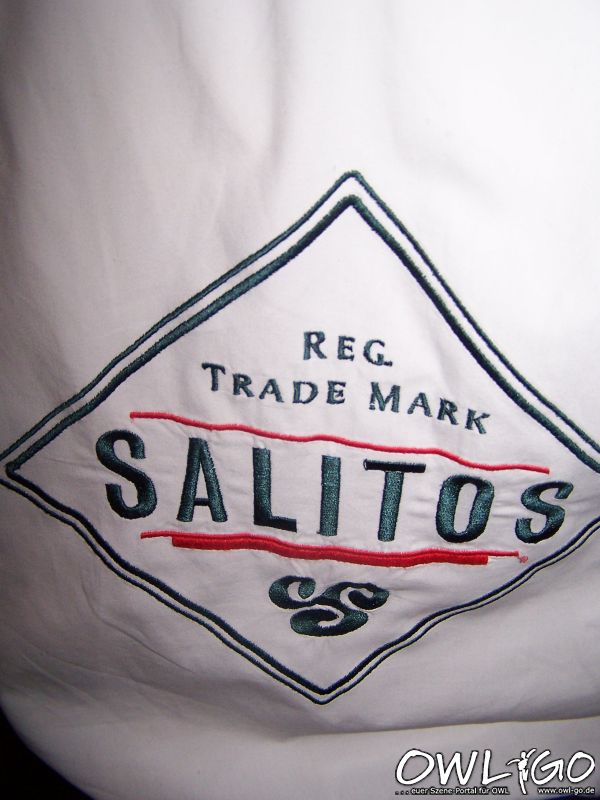 REG.
TRADE MARK
SALITOS
OWL GO
....euer Szene-Portal für OWL www.owl-go.de